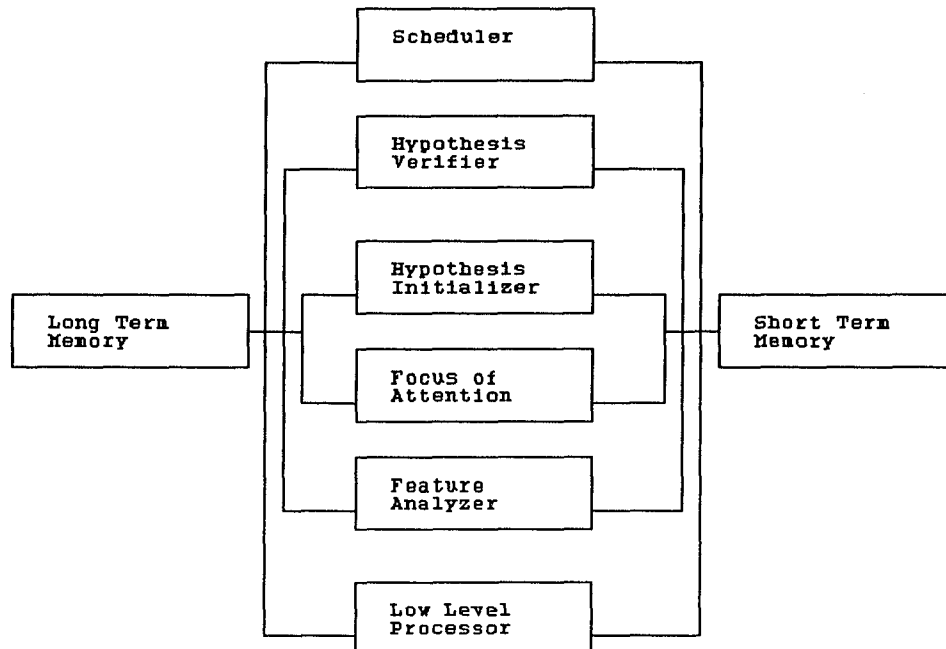 Scheduler
Hypothesis
Verifier
Hypothesis
Initializer
Long Term
Memory
Short Term
Memory
Focus of
Attention
Feature
Analyzer
Low Level
Processor